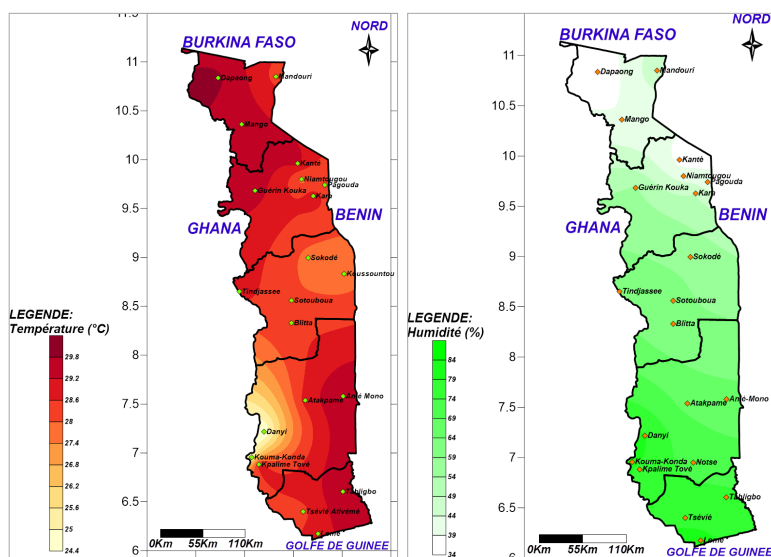 11.5
NORD
BURKINA FASO
11
Dapaong
Mandouri
10.5
Mango
10
Kanté
Niamtougou
Pagouda
Guérin Kouka
Kara
9.5
BENIN
GHANA
9
Sokodé
Koussountou
Tindjassee
8.5
Sotouboua
Blitta
8
7.5
Atakpamé
Anié Mono
Danyi
7
Kouma-Konda
Kpalime Tové
6.5
Tabligbo
Tsévié Ativémé
Lomé
6
GOLFE DE GUINEE
0Km 55Km 110Km
LEGENDE:
Température (°C)
29.8
29.2
28.6
28
27.4
26.8
26.2
25.6
25
24.4
NORD
BURKINA FASO
11
Dapaong
Mandouri
10.5
Mango
10
Kanté
Niamtougou
Pagouda
Guérin Kouka
Kara
9.5
BENIN
GHANA
9
Sokodé
Tindjassee
8.5
Sotouboua
Blitta
8
7.5
Atakpamé
Anié-Mono
Danyi
7
Kouma-Konda
Notse
Kpalime Tové
6.5
Tabligbo
Tsévié
Lomé
6
GOLFE DE GUINEE
0Km 55Km 110Km
LEGENDE:
Humidité (%)
84
79
74
69
64
59
54
49
44
39
34